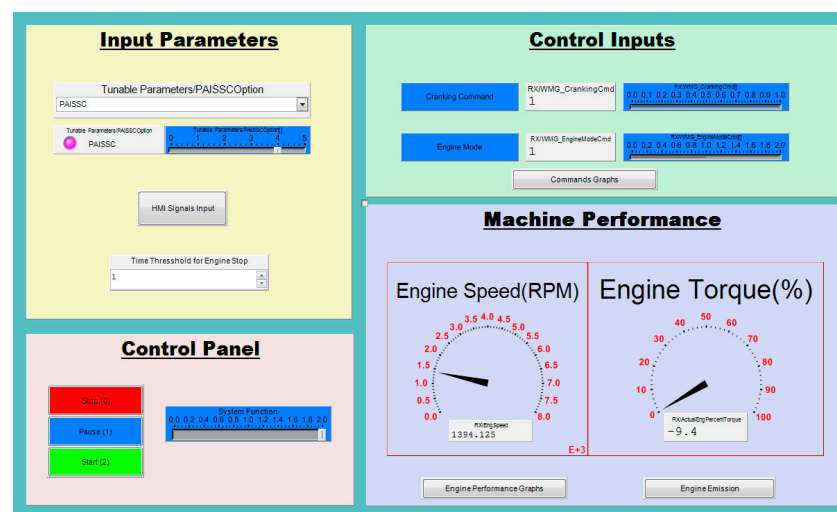 Input Parameters
Tunable Parameters/PAISSCOption
PAISSC
Tunable Parameters/PAISSCOption
PAISSC
Tunable Parameters/PAISSCOption[]
0 1 2 3 4 5
HMI Signals Input
Time Thresshold for Engine Stop
1
Control Panel
Stop (0)
Pause (1)
Start (2)
System Function
0.0 0.2 0.4 0.6 0.8 1.0 1.2 1.4 1.6 1.8 2.0
Control Inputs
Cranking Command
RX/WMG_CrankingCmd
1
RX/WMG_CrankingCmd[]
0.0 0.1 0.2 0.3 0.4 0.5 0.6 0.7 0.8 0.9 1.0
Engine Mode
RX/WMG_EngineModeCmd
1
RX/WMG_EngineModeCmd[]
0.0 0.2 0.4 0.6 0.8 1.0 1.2 1.4 1.6 1.8 2.0
Commands Graphs
Machine Performance
Engine Speed(RPM)
0.0 0.5 1.0 1.5 2.0 2.5 3.0 3.5 4.0 4.5 5.0 5.5 6.0 6.5 7.0 7.5 8.0
RX/EngSpeed
1394.125
E+3
Engine Torque(%)
0 10 20 30 40 50 60 70 80 90 100
RX/ActualEngPercentTorque
-9.4
Engine Performance Graphs
Engine Emission